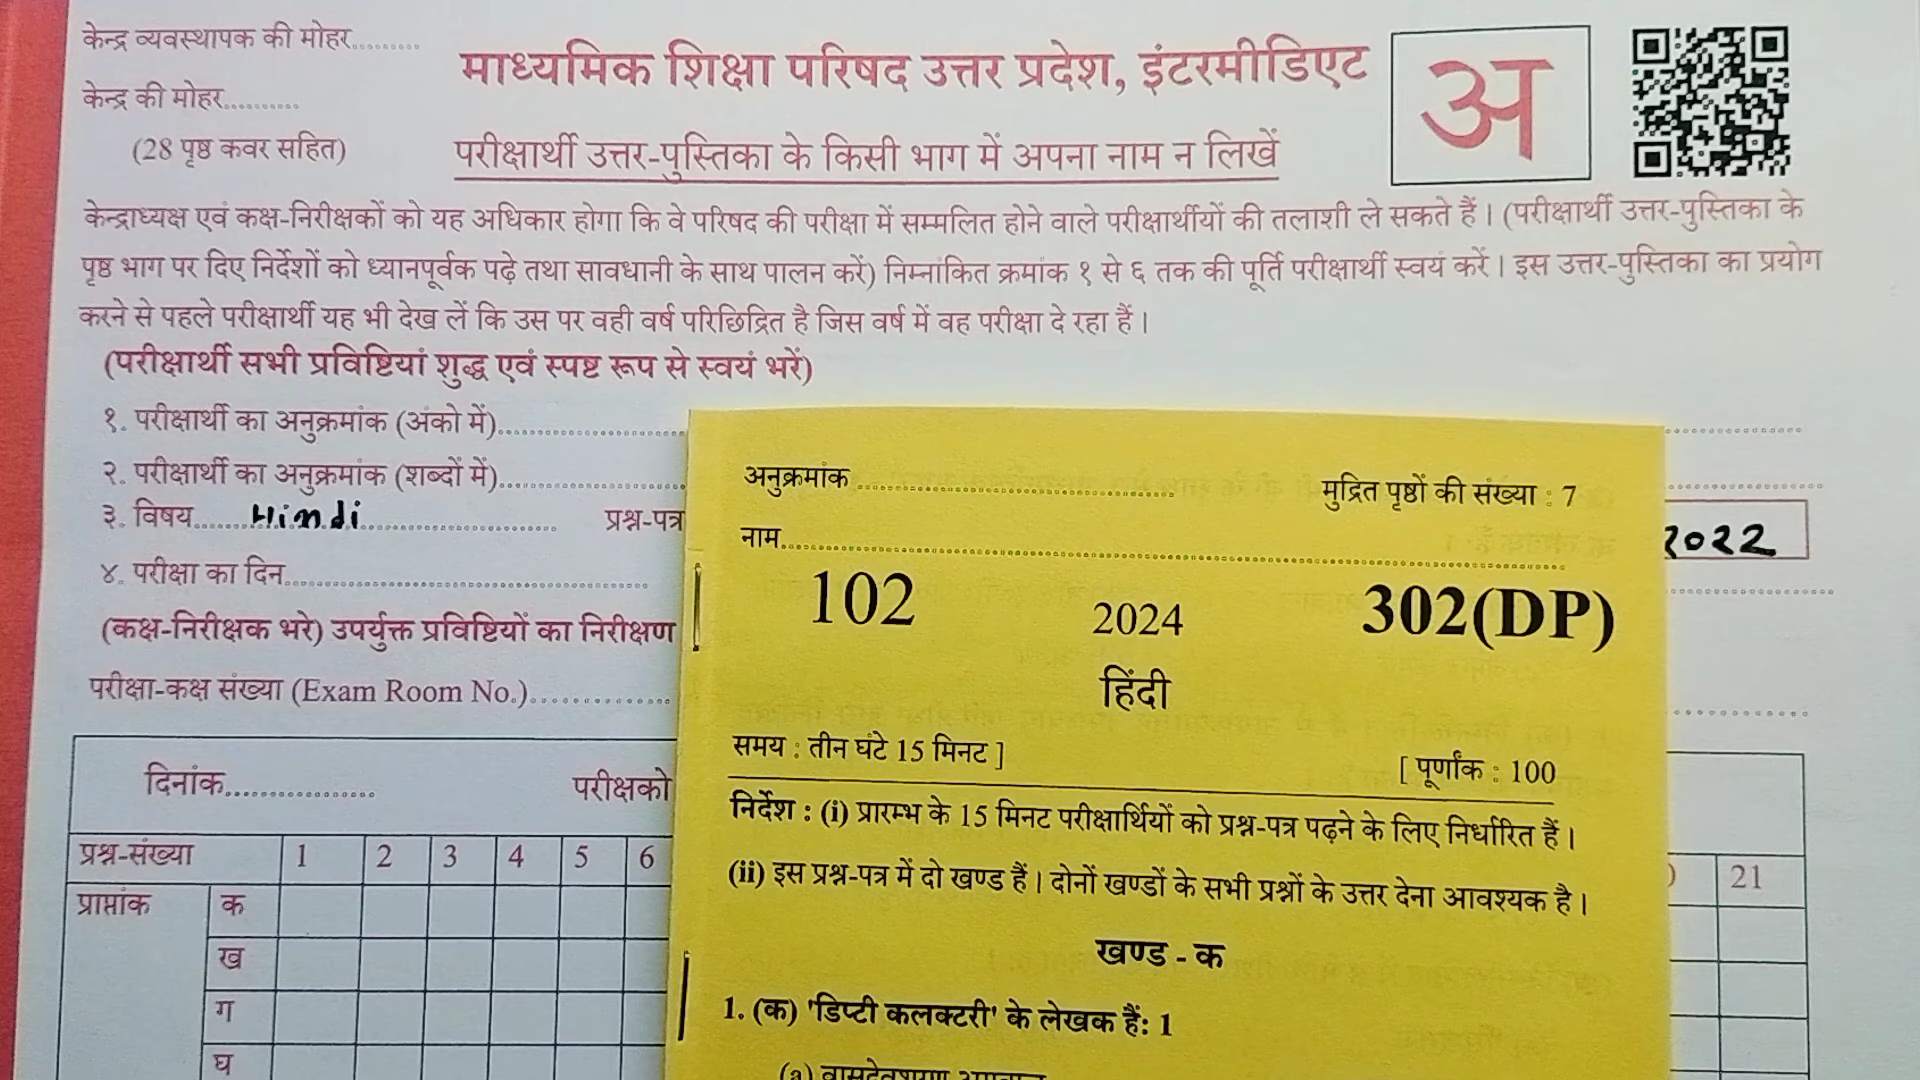 केन्द्र व्यवस्थापक की मोहर..........
माध्यमिक शिक्षा परिषद उत्तर प्रदेश, इंटरमीडिएट
अ
केन्द्र की मोहर...........
(28 पृष्ठ कवर सहित)
परीक्षार्थी उत्तर-पुस्तिका के किसी भाग में अपना नाम न लिखें
केन्द्राध्यक्ष एवं कक्ष-निरीक्षकों को यह अधिकार होगा कि वे परिषद की परीक्षा में सम्मलित होने वाले परीक्षार्थीयों की तलाशी ले सकते हैं। (परीक्षार्थी उत्तर-पुस्तिका के
पृष्ठ भाग पर दिए निर्देशों को ध्यानपूर्वक पढ़े तथा सावधानी के साथ पालन करें) निम्नांकित क्रमांक १ से ६ तक की पूर्ति परीक्षार्थी स्वयं करें। इस उत्तर-पुस्तिका का प्रयोग
करने से पहले परीक्षार्थी यह भी देख लें कि उस पर वही वर्ष परिछिद्रित है जिस वर्ष में वह परीक्षा दे रहा हैं।
(परीक्षार्थी सभी प्रविष्टियां शुद्ध एवं स्पष्ट रूप से स्वयं भरें)
१. परीक्षार्थी का अनुक्रमांक (अंको में)
२. परीक्षार्थी का अनुक्रमांक (शब्दों में)
३. विषय Hindi प्रश्न-पत्र
2022
४. परीक्षा का दिन
(कक्ष-निरीक्षक भरे) उपर्युक्त प्रविष्टियों का निरीक्षण
परीक्षा-कक्ष संख्या (Exam Room No.)
दिनांक परीक्षको
प्रश्न-संख्या 1 2 3 4 5 6 21
प्राप्तांक क
ख
ग
घ
अनुक्रमांक मुद्रित पृष्ठों की संख्या : 7
नाम
102 2024 302(DP)
हिंदी
समय : तीन घंटे 15 मिनट ] [ पूर्णांक : 100
निर्देश : (i) प्रारम्भ के 15 मिनट परीक्षार्थियों को प्रश्न-पत्र पढ़ने के लिए निर्धारित हैं।
(ii) इस प्रश्न-पत्र में दो खण्ड हैं। दोनों खण्डों के सभी प्रश्नों के उत्तर देना आवश्यक है।
खण्ड - क
1. (क) 'डिप्टी कलक्टरी' के लेखक हैं: 1